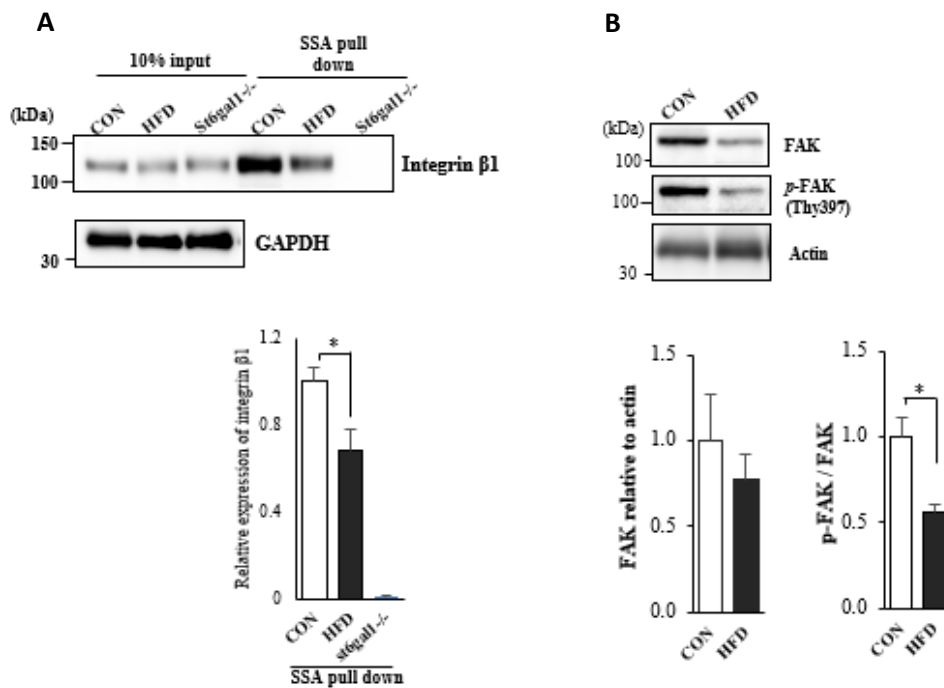 A
10% input
SSA pull
down
(kDa)
CON
HFD
St6gal1-/-
CON
HFD
St6gal1-/-
150
100
Integrin β1
30
GAPDH
1.2
0.8
0.4
0
Relative expression of integrin β1
*
CON
HFD
st6gal1-/-
SSA pull down
B
CON
HFD
(kDa)
100
FAK
100
p-FAK
(Thy397)
30
Actin
1.5
1.0
0.5
0.0
FAK relative to actin
CON
HFD
1.5
1.0
0.5
0.0
p-FAK / FAK
*
CON
HFD